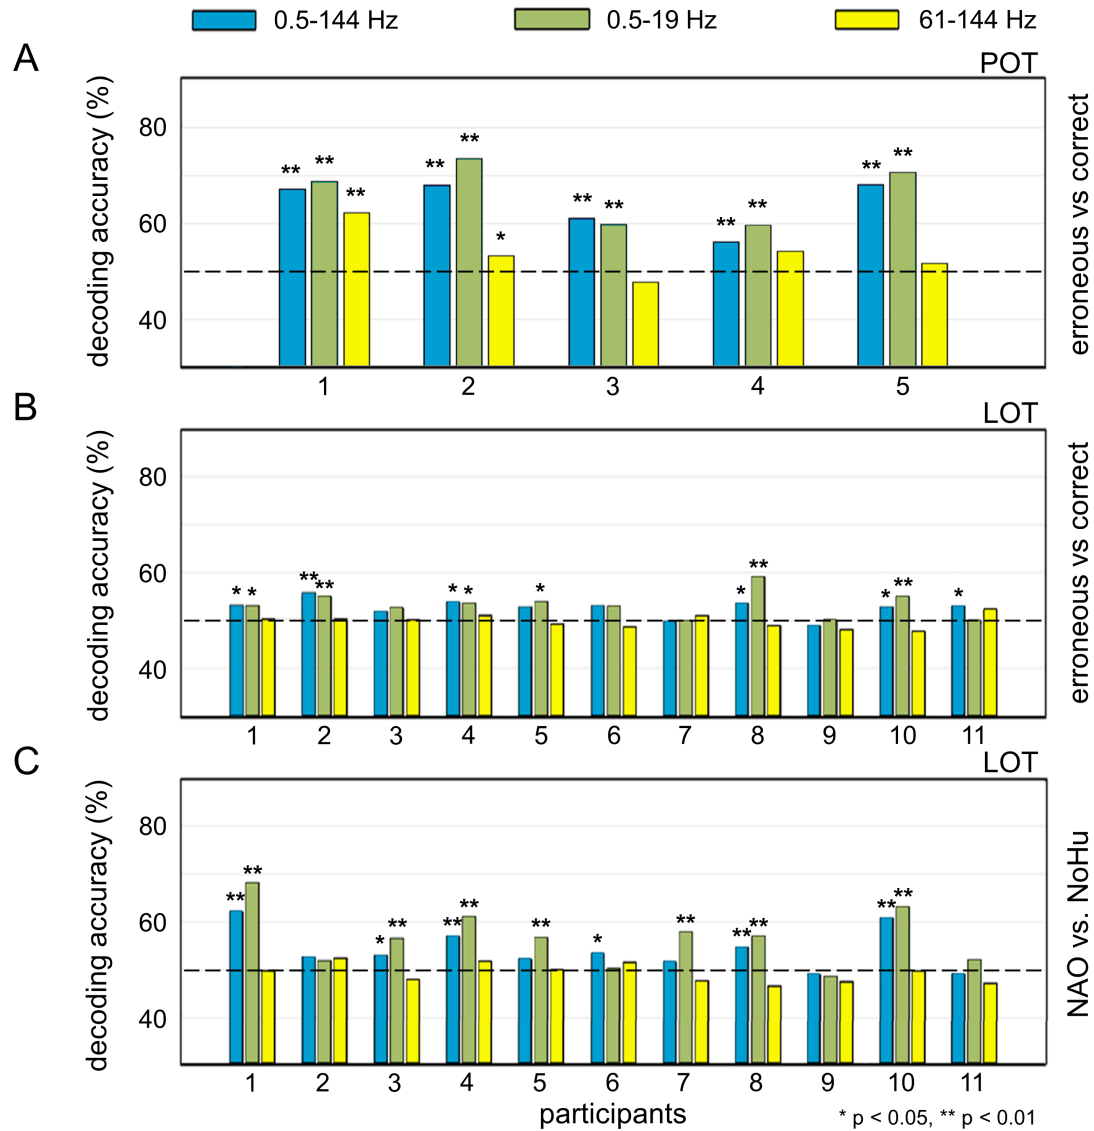 0.5-144 Hz 0.5-19 Hz 61-144 Hz
A
POT
decoding accuracy (%)
80
60
40
** ** **
** ** *
** **
** **
** **
1 2 3 4 5
erroneous vs correct
B
LOT
decoding accuracy (%)
80
60
40
* *
** **
* *
*
* **
* **
*
1 2 3 4 5 6 7 8 9 10 11
erroneous vs correct
C
LOT
decoding accuracy (%)
80
60
40
** **
* **
** **
**
*
**
** **
** **
1 2 3 4 5 6 7 8 9 10 11
NAO vs. NoHu
participants
* p < 0.05, ** p < 0.01